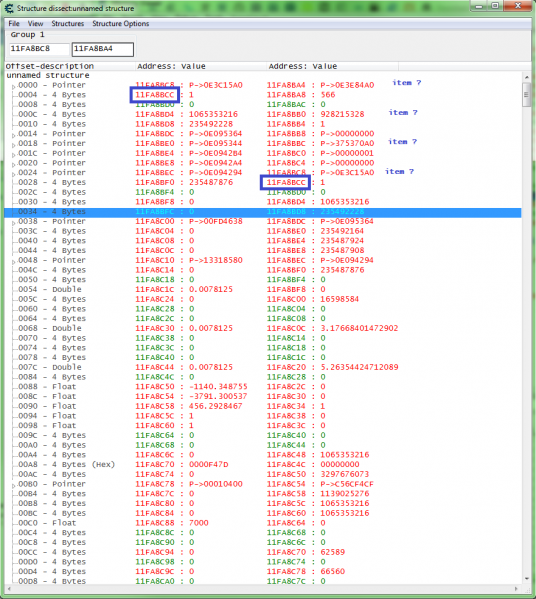 Structure dissect:unnamed structure
File View Structures Structure Options
Group 1
11FA8BC8 11FA8BA4
Offset-description Address: Value Address: Value
unnamed structure
0000 - Pointer 11FA8BC8 : P->0E3C15A0 11FA8BA4 : P->0E3E84A0 item ?
0004 - 4 Bytes 11FA8BCC : 1 11FA8BA8 : 566
0008 - 4 Bytes 11FA8BD0 : 0 11FA8BAC : 0
000C - 4 Bytes 11FA8BD4 : 1065353216 11FA8BB0 : 928215328
0010 - 4 Bytes 11FA8BD8 : 235492228 11FA8BB4 : 1
0014 - Pointer 11FA8BDC : P->0E095364 11FA8BB8 : P->00000000
0018 - Pointer 11FA8BE0 : P->0E095344 11FA8BBC : P->375370A0 item ?
001C - Pointer 11FA8BE4 : P->0E0942B4 11FA8BC0 : P->00000001
0020 - Pointer 11FA8BE8 : P->0E0942A4 11FA8BC4 : P->00000000
0024 - Pointer 11FA8BEC : P->0E094294 11FA8BC8 : P->0E3C15A0 item ?
0028 - 4 Bytes 11FA8BF0 : 235487876 11FA8BCC : 1
002C - 4 Bytes 11FA8BF4 : 0 11FA8BD0 : 0
0030 - 4 Bytes 11FA8BF8 : 0 11FA8BD4 : 1065353216
0034 - 4 Bytes 11FA8BFC : 0 11FA8BD8 : 235492228
0038 - Pointer 11FA8C00 : P->00FD4638 11FA8BDC : P->0E095364
003C - 4 Bytes 11FA8C04 : 0 11FA8BE0 : 235492164
0040 - 4 Bytes 11FA8C08 : 0 11FA8BE4 : 235487924
0044 - 4 Bytes 11FA8C0C : 0 11FA8BE8 : 235487908
0048 - Pointer 11FA8C10 : P->13318580 11FA8BEC : P->0E094294
004C - 4 Bytes 11FA8C14 : 0 11FA8BF0 : 235487876
0050 - 4 Bytes 11FA8C18 : 0 11FA8BF4 : 0
0054 - Double 11FA8C1C : 0.0078125 11FA8BF8 : 0
005C - 4 Bytes 11FA8C24 : 0 11FA8C00 : 16598584
0060 - 4 Bytes 11FA8C28 : 0 11FA8C04 : 0
0064 - 4 Bytes 11FA8C2C : 0 11FA8C08 : 0
0068 - Double 11FA8C30 : 0.0078125 11FA8C0C : 3.17668401472902
0070 - 4 Bytes 11FA8C38 : 0 11FA8C14 : 0
0074 - 4 Bytes 11FA8C3C : 0 11FA8C18 : 0
0078 - 4 Bytes 11FA8C40 : 0 11FA8C1C : 0
007C - Double 11FA8C44 : 0.0078125 11FA8C20 : 5.26354424712089
0084 - 4 Bytes 11FA8C4C : 0 11FA8C28 : 0
0088 - Float 11FA8C50 : -1140.348755 11FA8C2C : 0
008C - Float 11FA8C54 : -3791.300537 11FA8C30 : 0
0090 - Float 11FA8C58 : 456.2928467 11FA8C34 : 1
0094 - 4 Bytes 11FA8C5C : 1 11FA8C38 : 0
0098 - Float 11FA8C60 : 1 11FA8C3C : 0
009C - 4 Bytes 11FA8C64 : 0 11FA8C40 : 0
00A0 - 4 Bytes 11FA8C68 : 0 11FA8C44 : 0
00A4 - 4 Bytes 11FA8C6C : 0 11FA8C48 : 1065353216
00A8 - 4 Bytes (Hex) 11FA8C70 : 0000F47D 11FA8C4C : 00000000
00AC - 4 Bytes 11FA8C74 : 0 11FA8C50 : 3297676073
00B0 - Pointer 11FA8C78 : P->00010400 11FA8C54 : P->C56CF4CF
00B4 - 4 Bytes 11FA8C7C : 0 11FA8C58 : 1139025276
00B8 - 4 Bytes 11FA8C80 : 0 11FA8C5C : 1065353216
00BC - 4 Bytes 11FA8C84 : 0 11FA8C60 : 1065353216
00C0 - Float 11FA8C88 : 7000 11FA8C64 : 0
00C4 - 4 Bytes 11FA8C8C : 0 11FA8C68 : 0
00C8 - 4 Bytes 11FA8C90 : 0 11FA8C6C : 0
00CC - 4 Bytes 11FA8C94 : 0 11FA8C70 : 62589
00D0 - 4 Bytes 11FA8C98 : 0 11FA8C74 : 0
00D4 - 4 Bytes 11FA8C9C : 0 11FA8C78 : 66560
00D8 - 4 Bytes 11FA8CA0 : 0 11FA8C7C : 0